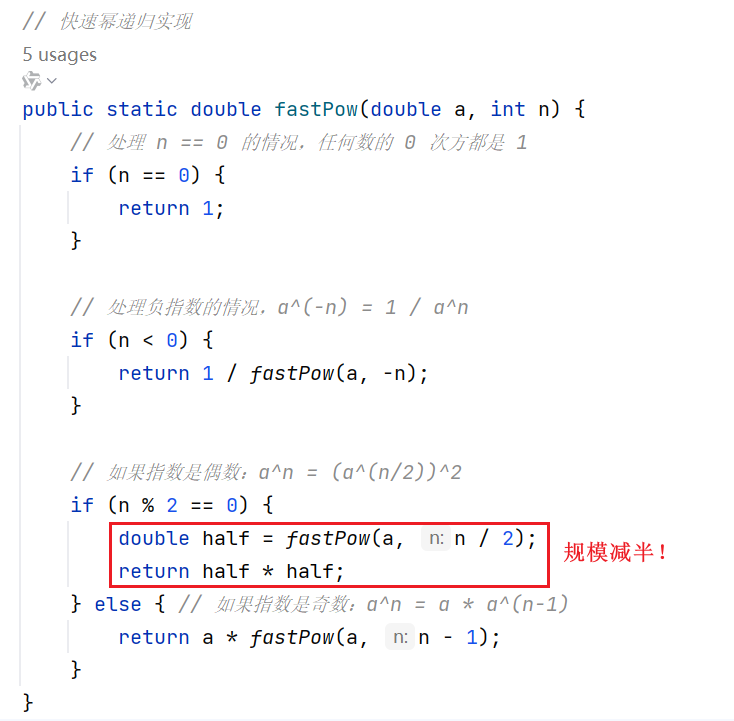 // 快速幂递归实现
5 usages
public static double fastPow(double a, int n) {
// 处理 n == 0 的情况，任何数的 0 次方都是 1
if (n == 0) {
return 1;
}
// 处理负指数的情况，a^(-n) = 1 / a^n
if (n < 0) {
return 1 / fastPow(a, -n);
}
// 如果指数是偶数：a^n = (a^(n/2))^2
if (n % 2 == 0) {
double half = fastPow(a, n: n / 2);
return half * half;
规模减半！
} else { // 如果指数是奇数：a^n = a * a^(n-1)
return a * fastPow(a, n: n - 1);
}
}